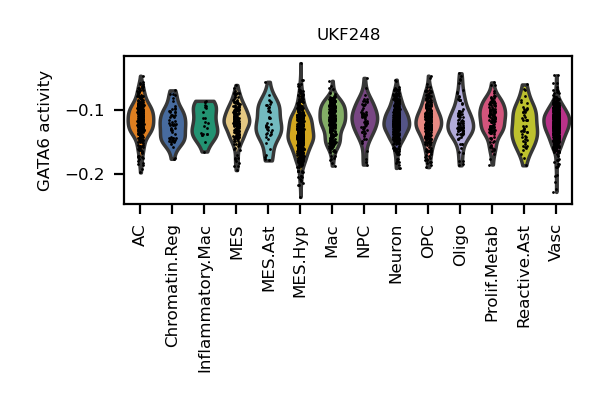 UKF248
GATA6 activity
−0.1
−0.2
AC
Chromatin.Reg
Inflammatory.Mac
MES
MES.Ast
MES.Hyp
Mac
NPC
Neuron
OPC
Oligo
Prolif.Metab
Reactive.Ast
Vasc